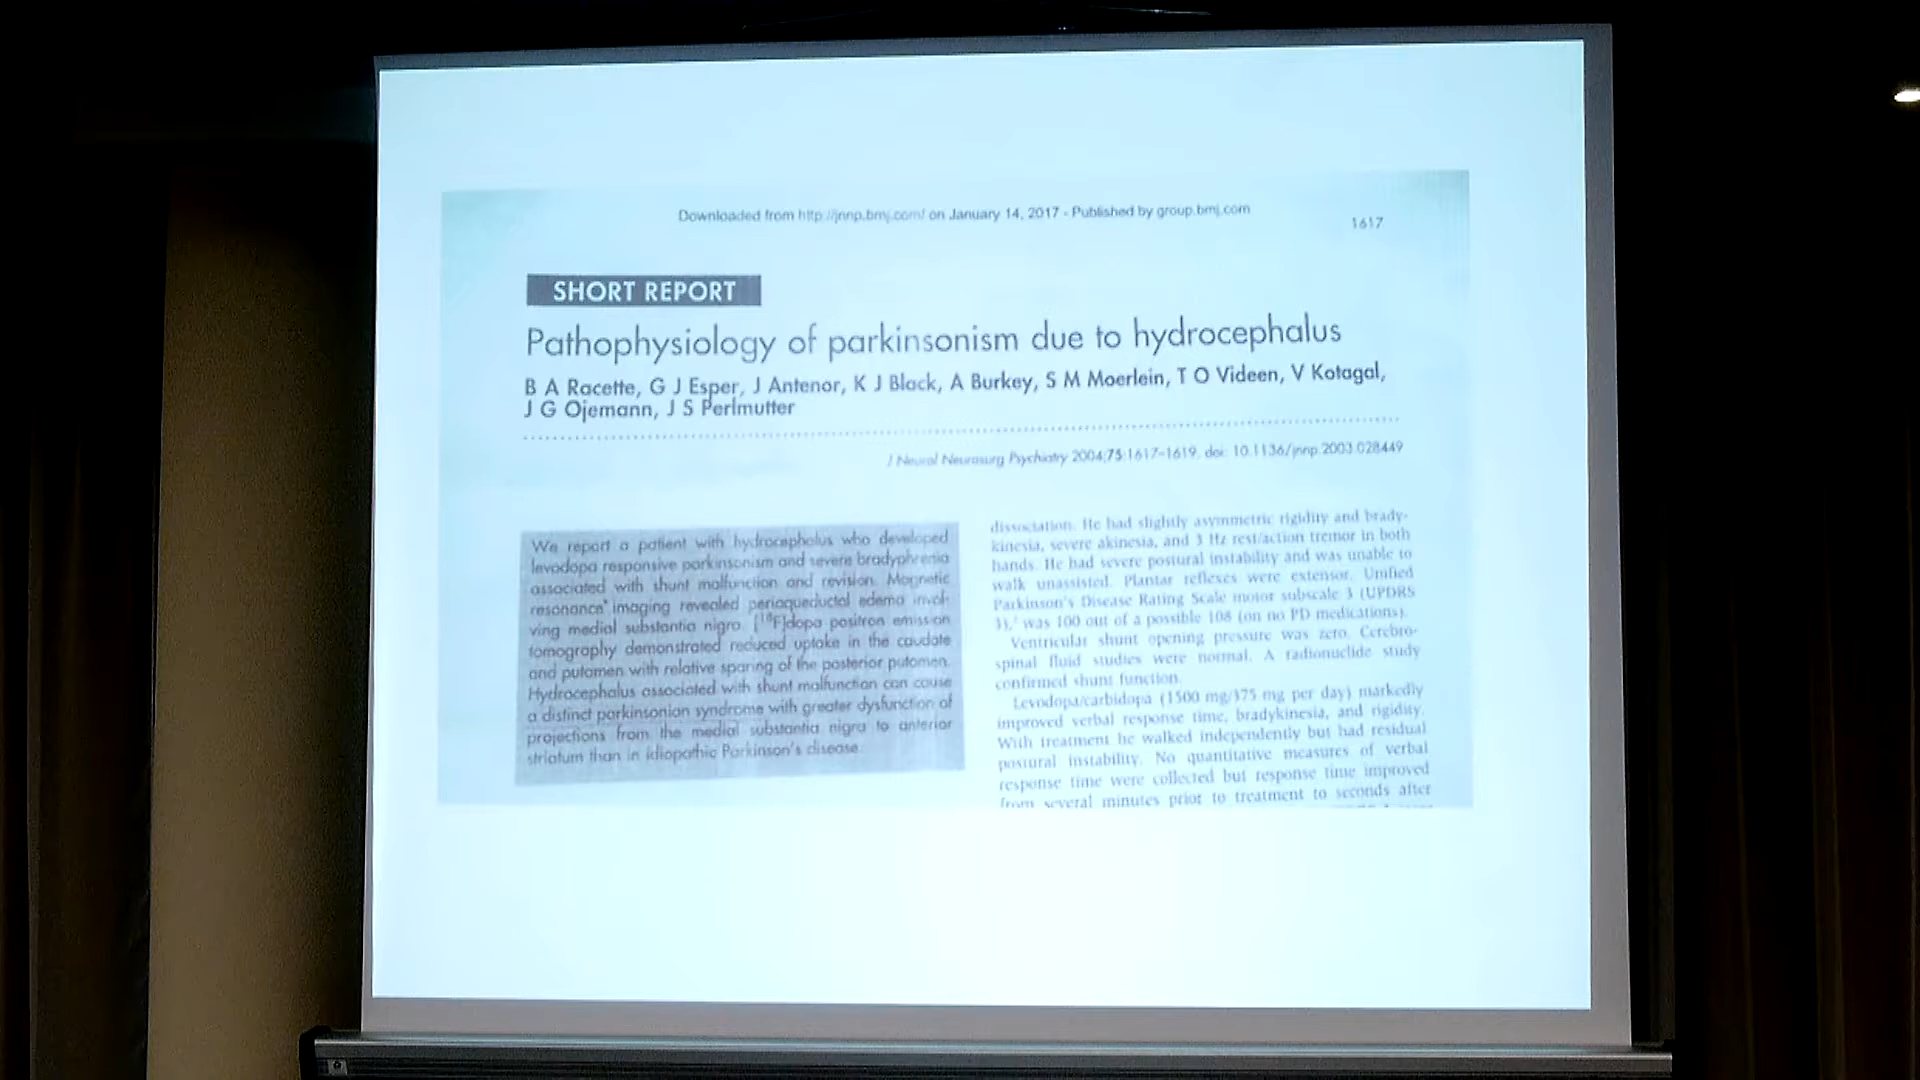 Downloaded from http://jnnp.bmj.com/ on January 14, 2017 - Published by group.bmj.com
1617
SHORT REPORT
Pathophysiology of parkinsonism due to hydrocephalus
B A Racette, G J Esper, J Antenor, K J Black, A Burkey, S M Moerlein, T O Videen, V Kotagal,
J G Ojemann, J S Perlmutter
J Neurol Neurosurg Psychiatry 2004;75:1617–1619. doi: 10.1136/jnnp.2003.028449
We report a patient with hydrocephalus who developed
levodopa responsive parkinsonism and severe bradyphrenia
associated with shunt malfunction and revision. Magnetic
resonance imaging revealed periaqueductal edema invol-
ving medial substantia nigra. [18F]dopa positron emission
tomography demonstrated reduced uptake in the caudate
and putamen with relative sparing of the posterior putamen.
Hydrocephalus associated with shunt malfunction can cause
a distinct parkinsonian syndrome with greater dysfunction of
projections from the medial substantia nigra to anterior
striatum than in idiopathic Parkinson's disease.
dissociation. He had slightly asymmetric rigidity and brady-
kinesia, severe akinesia, and 3 Hz rest/action tremor in both
hands. He had severe postural instability and was unable to
walk unassisted. Plantar reflexes were extensor. Unified
Parkinson's Disease Rating Scale motor subscale 3 (UPDRS
3), was 100 out of a possible 108 (on no PD medications).
Ventricular shunt opening pressure was zero. Cerebro-
spinal fluid studies were normal. A radionuclide study
confirmed shunt function.
Levodopa/carbidopa (1500 mg/375 mg per day) markedly
improved verbal response time, bradykinesia, and rigidity.
With treatment he walked independently but had residual
postural instability. No quantitative measures of verbal
response time were collected but response time improved
from several minutes prior to treatment to seconds after